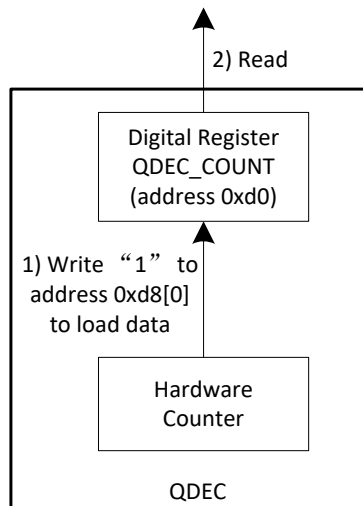 2) Read
Digital Register
QDEC_COUNT
(address 0xd0)
1) Write “1” to
address 0xd8[0]
to load data
Hardware
Counter
QDEC